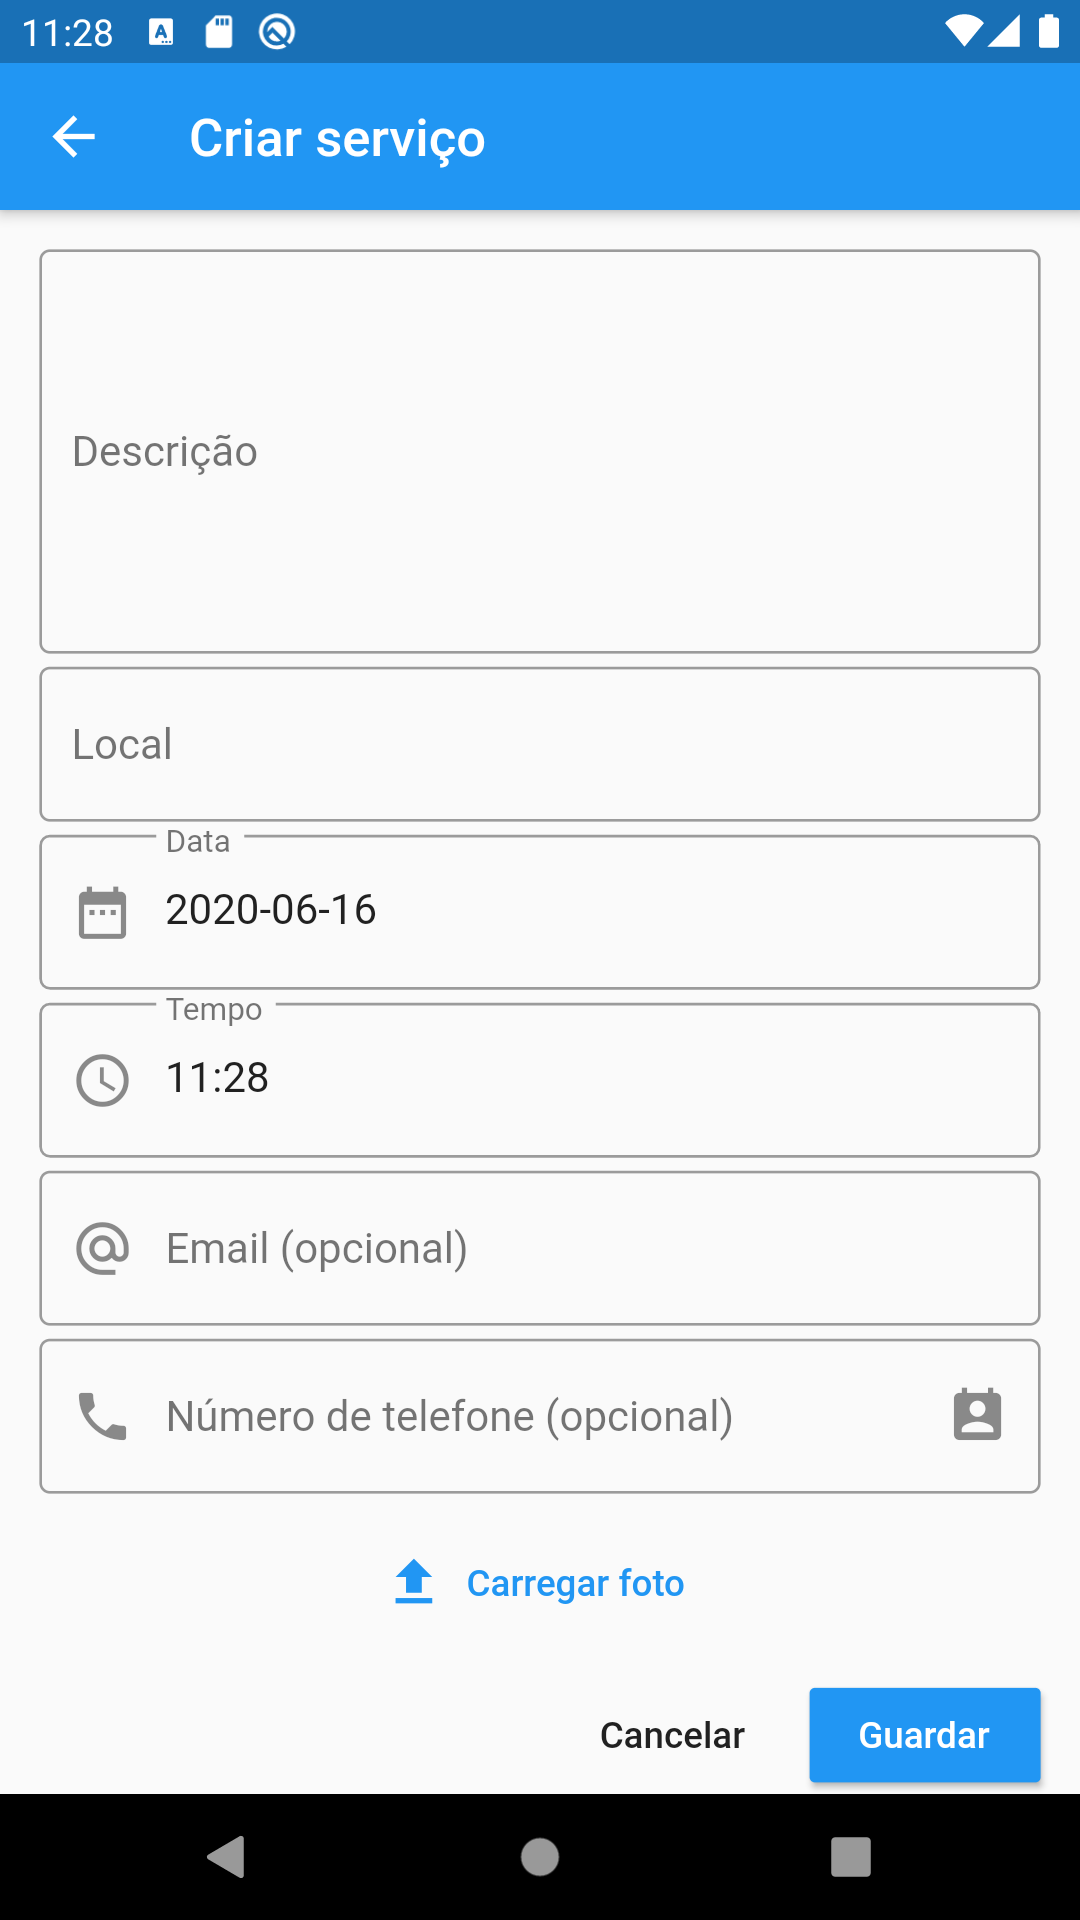 11:28
Criar serviço
Descrição
Local
Data
2020-06-16
Tempo
11:28
Email (opcional)
Número de telefone (opcional)
Carregar foto
Cancelar
Guardar